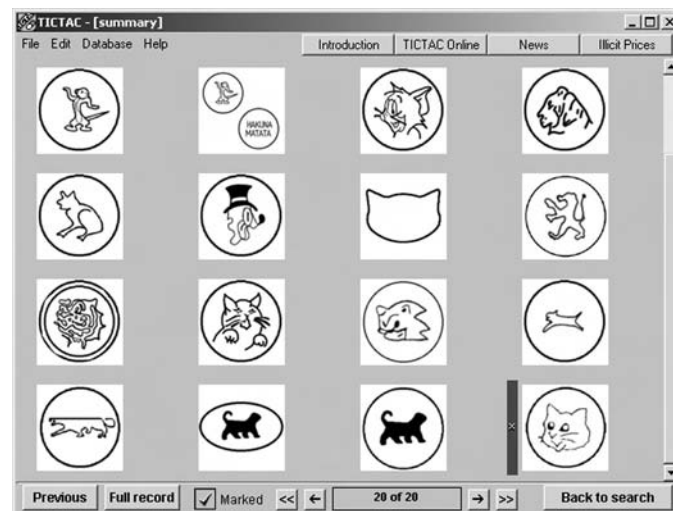 TICTAC - [summary]
File Edit Database Help Introduction TICTAC Online News Illicit Prices
HAKUNA
MATATA
Previous Full record Marked << ← 20 of 20 → >> Back to search